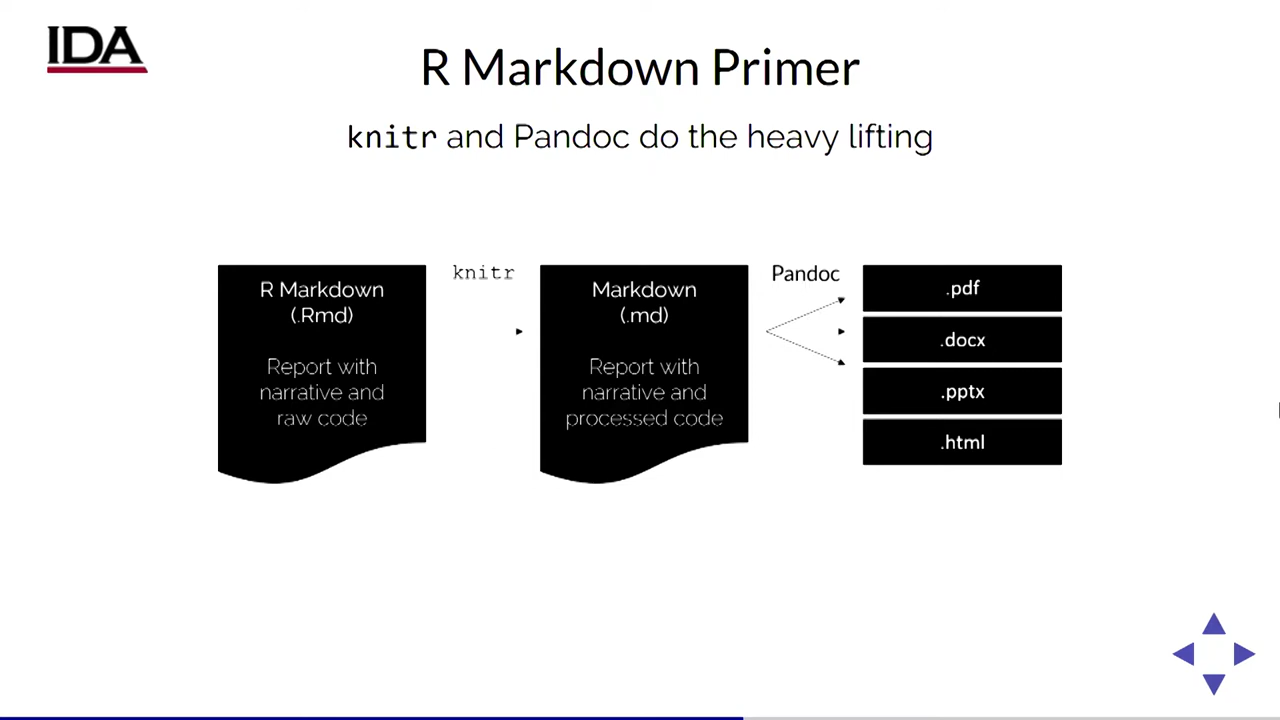 IDA
R Markdown Primer
knitr and Pandoc do the heavy lifting
R Markdown
(.Rmd)
Report with
narrative and
raw code
knitr
Markdown
(.md)
Report with
narrative and
processed code
Pandoc
.pdf
.docx
.pptx
.html